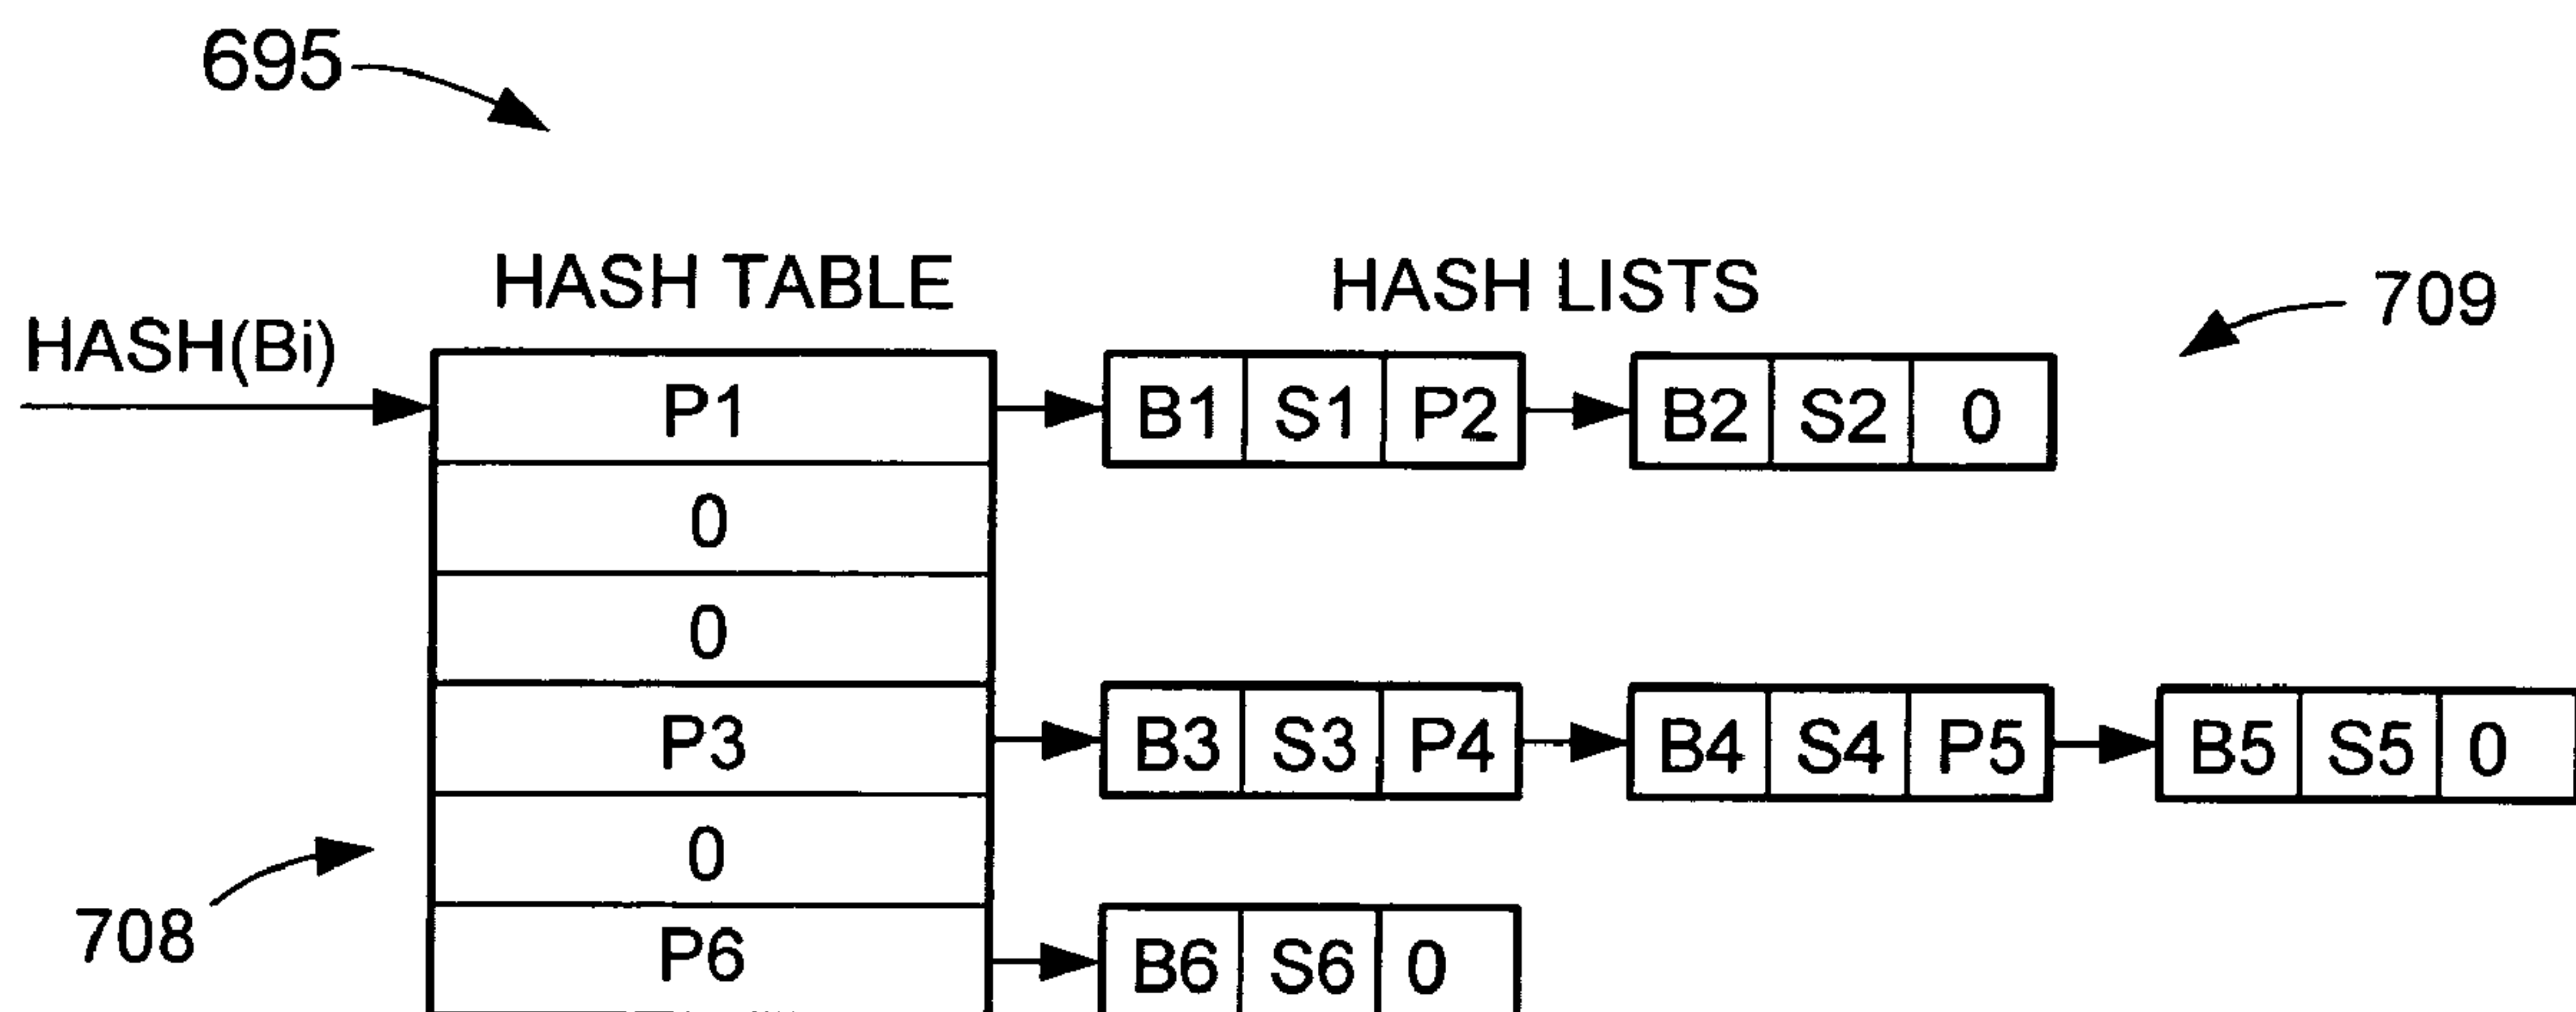 695
HASH TABLE HASH LISTS 709
HASH(Bi)
P1 B1 S1 P2 B2 S2 0
0
0
P3 B3 S3 P4 B4 S4 P5 B5 S5 0
0
708
P6 B6 S6 0